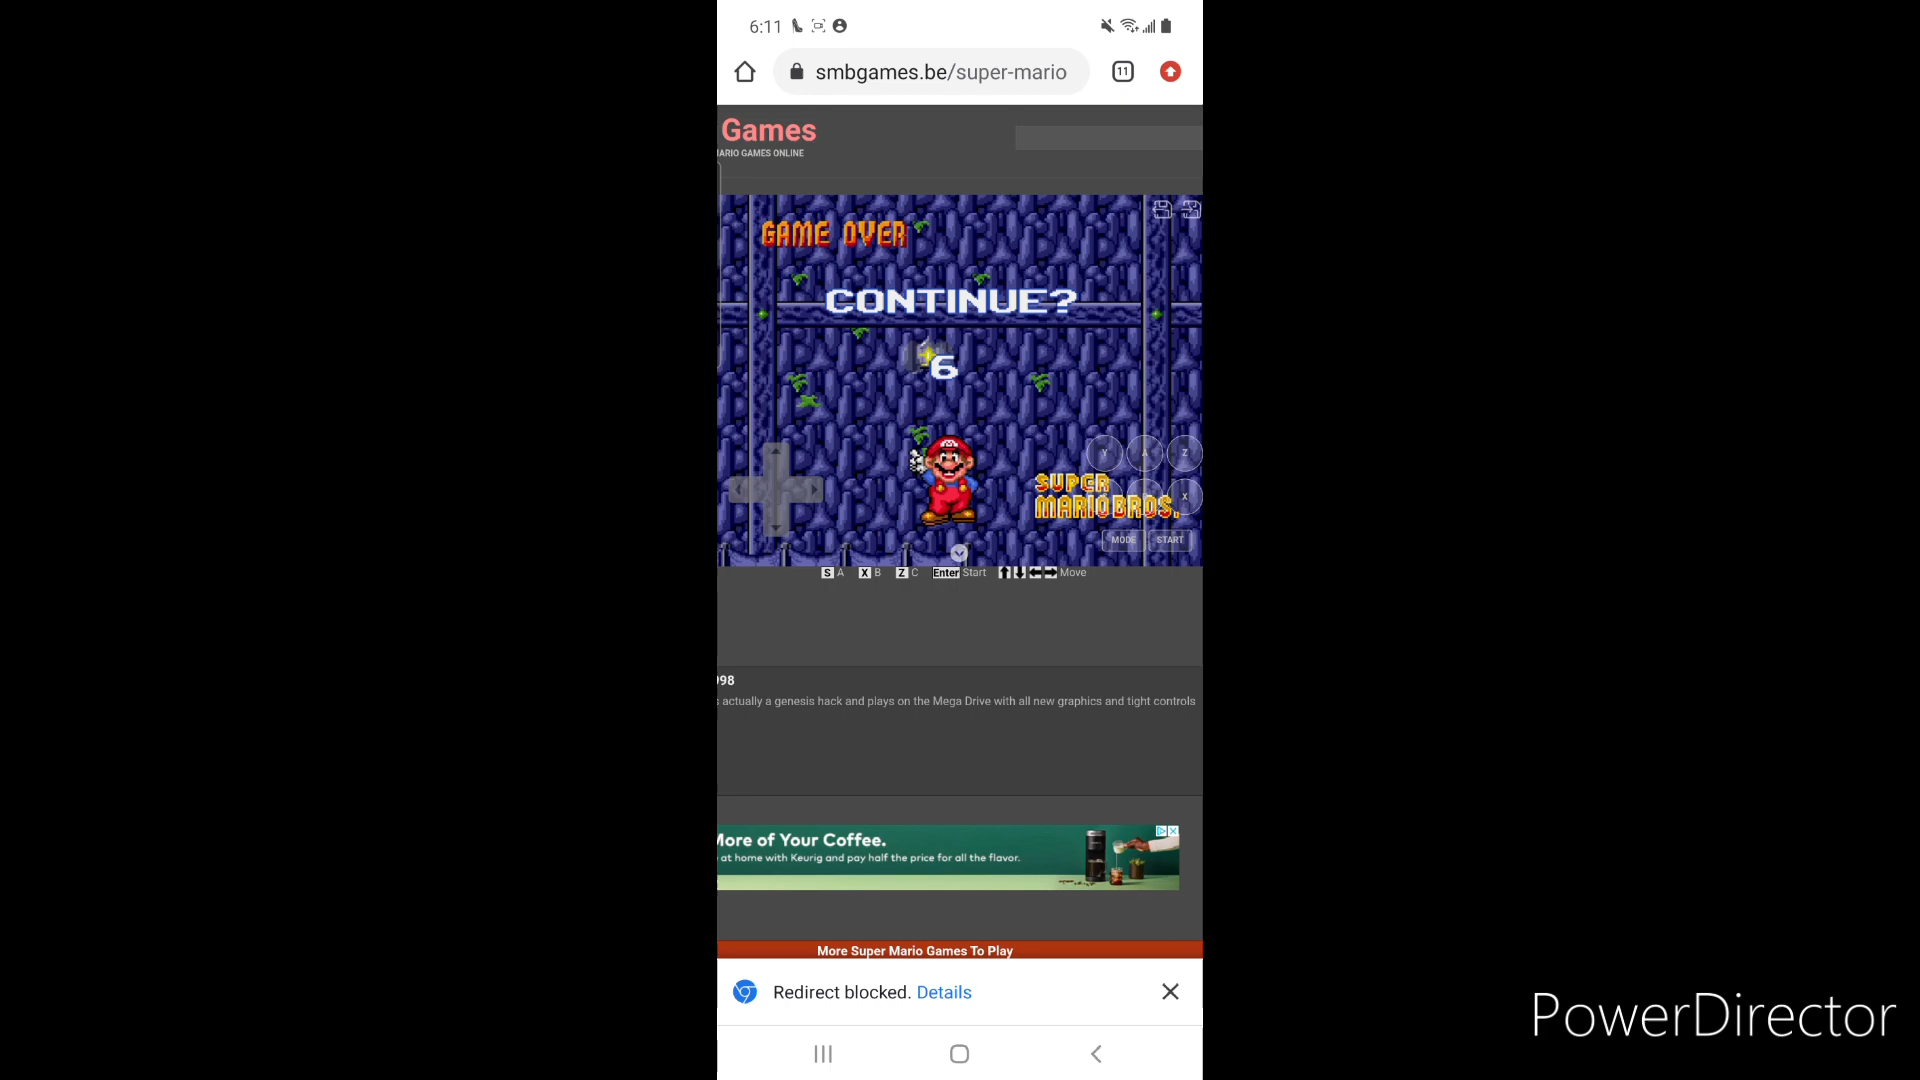 6:11
smbgames.be/super-mario
11
Games
MARIO GAMES ONLINE
GAME OVER
CONTINUE?
6
Y A Z
SUPER
MARIO BROS.
X
MODE START
S A X B Z C Enter Start Move
998
actually a genesis hack and plays on the Mega Drive with all new graphics and tight controls
More of Your Coffee.
at home with Keurig and pay half the price for all the flavor.
More Super Mario Games To Play
Redirect blocked. Details
PowerDirector